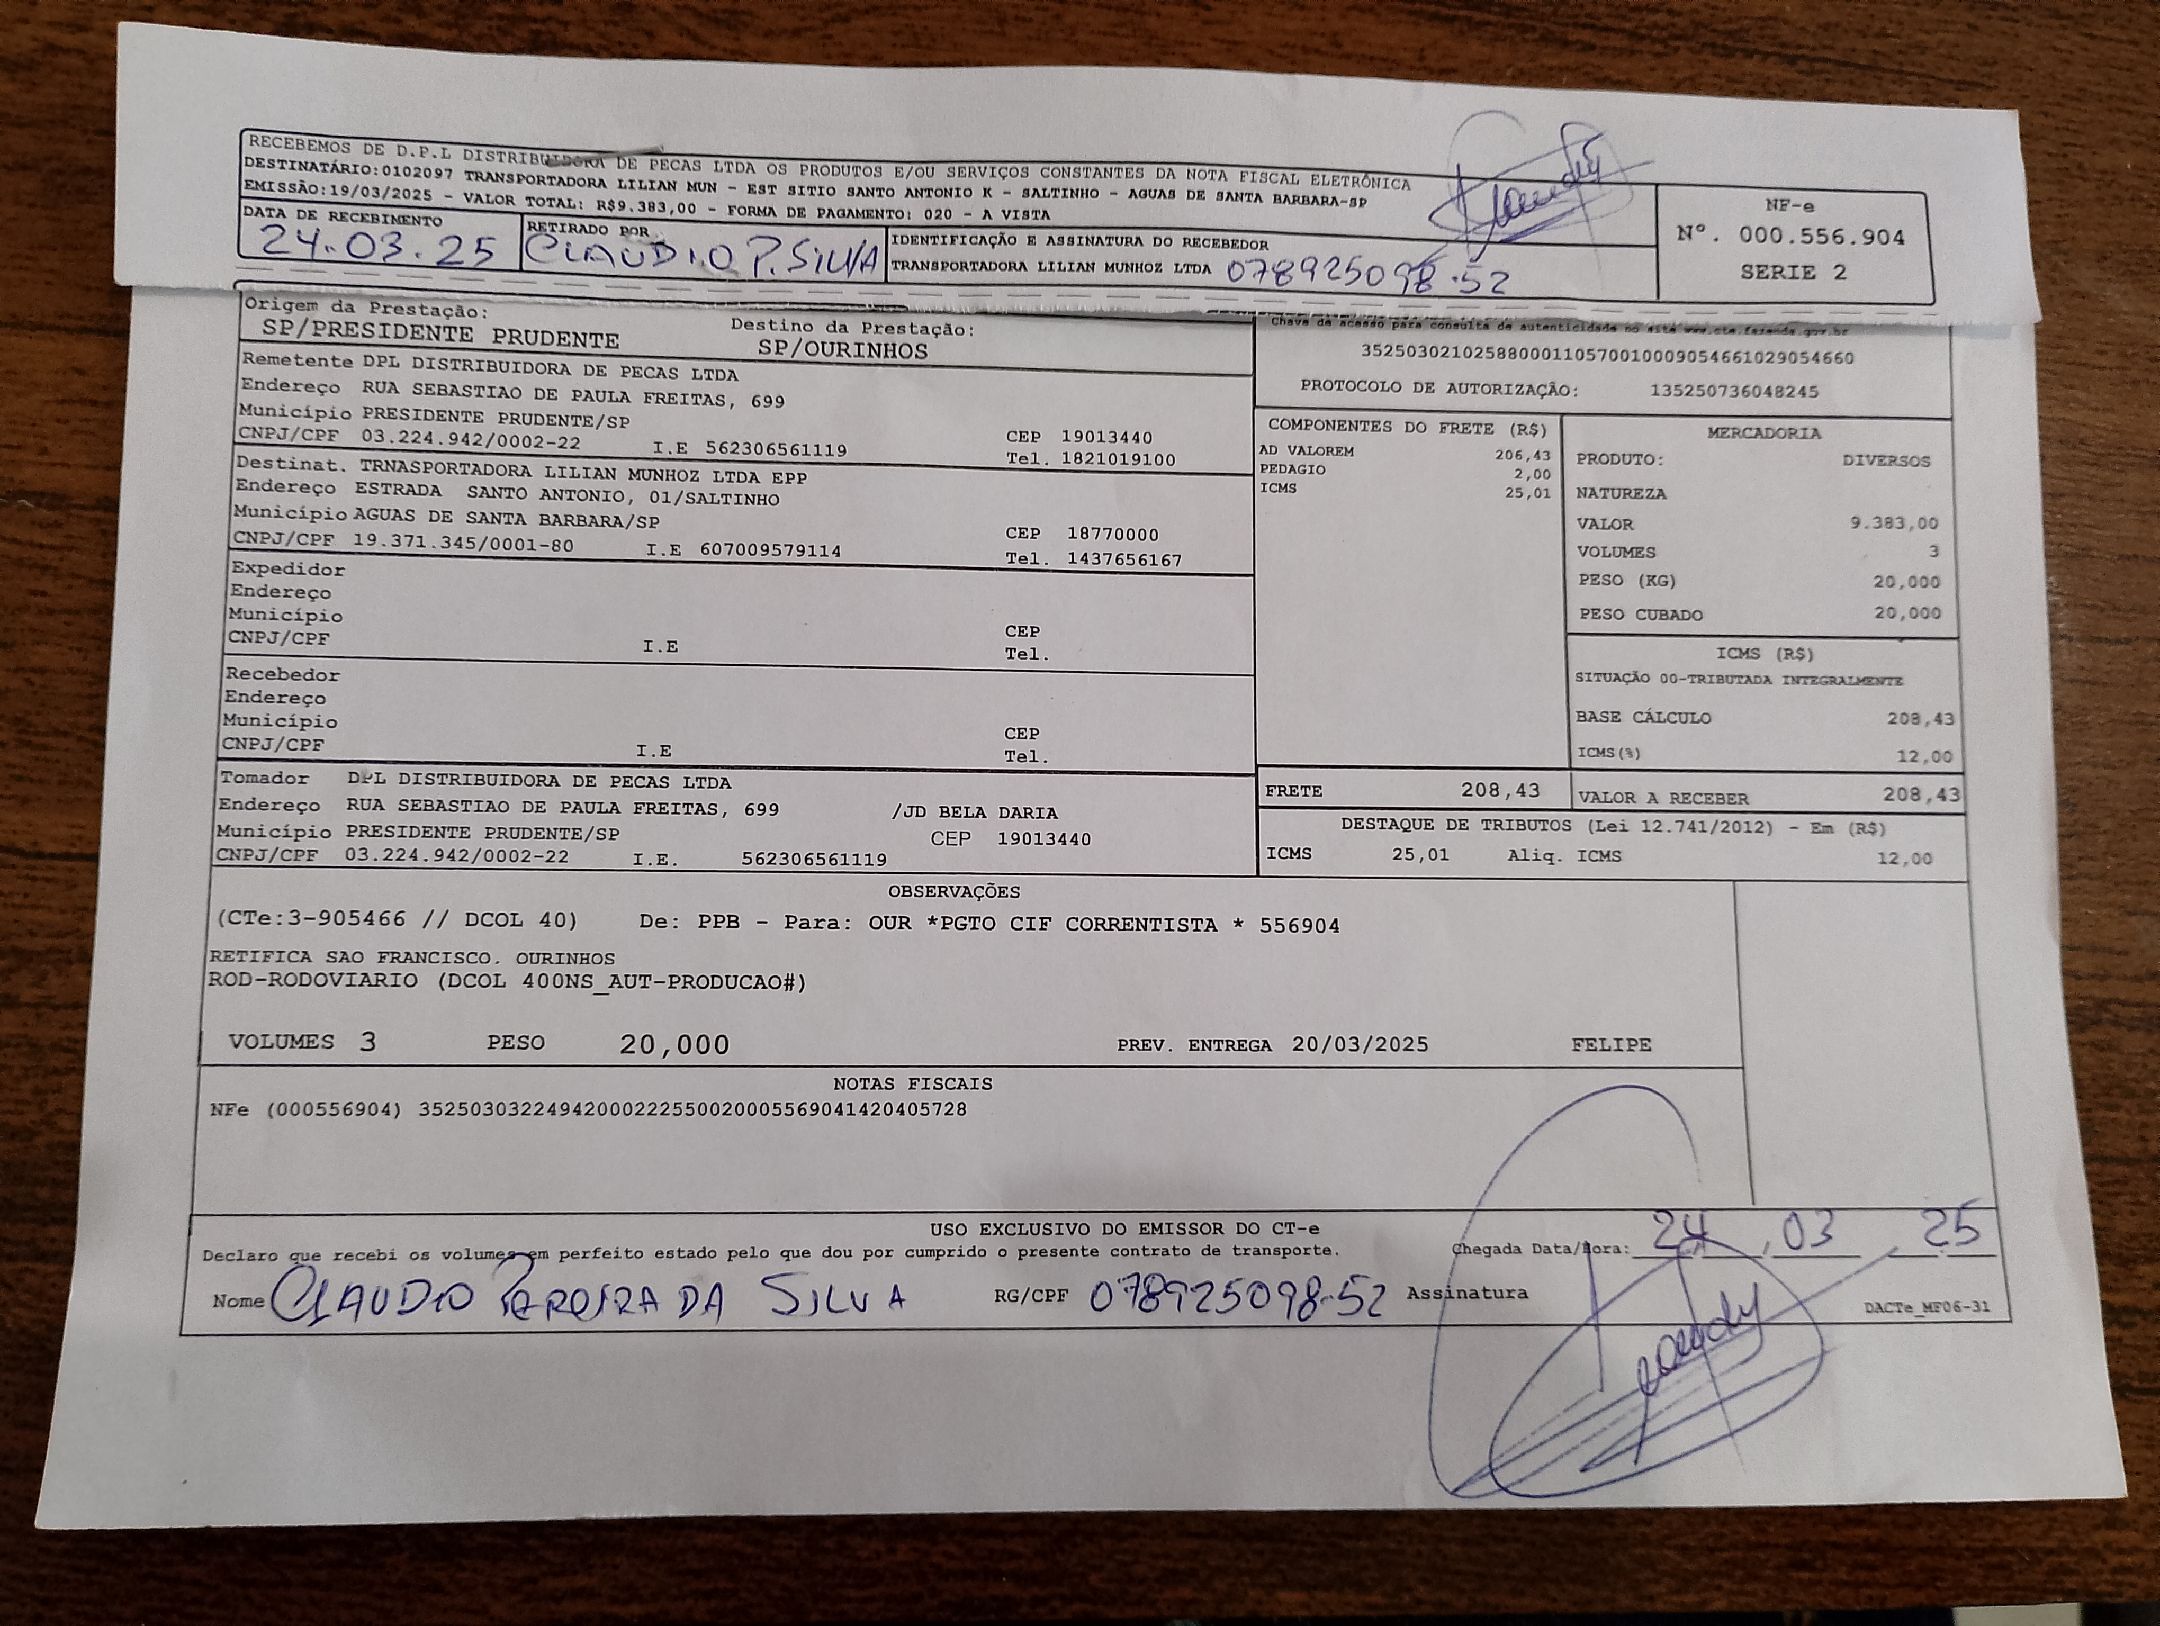 RECEBEMOS DE D.P.L DISTRIBUIDORA DE PECAS LTDA OS PRODUTOS E/OU SERVIÇOS CONSTANTES DA NOTA FISCAL ELETRÔNICA
DESTINATÁRIO:0102097 TRANSPORTADORA LILIAN MUN - EST SITIO SANTO ANTONIO K - SALTINHO - AGUAS DE SANTA BARBARA-SP
EMISSÃO:19/03/2025 - VALOR TOTAL: R$9.383,00 - FORMA DE PAGAMENTO: 020 - A VISTA
NF-e
Nº. 000.556.904
SERIE 2
DATA DE RECEBIMENTO
24.03.25
RETIRADO POR
CLAUDIO P. SILVA
IDENTIFICAÇÃO E ASSINATURA DO RECEBEDOR
TRANSPORTADORA LILIAN MUNHOZ LTDA 078925098-52
Origem da Prestação:
SP/PRESIDENTE PRUDENTE
Destino da Prestação:
SP/OURINHOS
Chave de acesso para consulta de autenticidade no site www.cte.fazenda.gov.br
35250302102588000110570010009054661029054660
PROTOCOLO DE AUTORIZAÇÃO: 135250736048245
Remetente DPL DISTRIBUIDORA DE PECAS LTDA
Endereço RUA SEBASTIAO DE PAULA FREITAS, 699
Município PRESIDENTE PRUDENTE/SP CEP 19013440
CNPJ/CPF 03.224.942/0002-22 I.E 562306561119 Tel. 1821019100
Destinat. TRNASPORTADORA LILIAN MUNHOZ LTDA EPP
Endereço ESTRADA SANTO ANTONIO, 01/SALTINHO
Município AGUAS DE SANTA BARBARA/SP CEP 18770000
CNPJ/CPF 19.371.345/0001-80 I.E 607009579114 Tel. 1437656167
Expedidor
Endereço
Município CEP
CNPJ/CPF I.E Tel.
Recebedor
Endereço
Município CEP
CNPJ/CPF I.E Tel.
Tomador DPL DISTRIBUIDORA DE PECAS LTDA
Endereço RUA SEBASTIAO DE PAULA FREITAS, 699 /JD BELA DARIA
Município PRESIDENTE PRUDENTE/SP CEP 19013440
CNPJ/CPF 03.224.942/0002-22 I.E. 562306561119
COMPONENTES DO FRETE (R$)
AD VALOREM 206,43
PEDAGIO 2,00
ICMS 25,01
MERCADORIA
PRODUTO: DIVERSOS
NATUREZA
VALOR 9.383,00
VOLUMES 3
PESO (KG) 20,000
PESO CUBADO 20,000
ICMS (R$)
SITUAÇÃO 00-TRIBUTADA INTEGRALMENTE
BASE CÁLCULO 208,43
ICMS(%) 12,00
FRETE 208,43
VALOR A RECEBER 208,43
DESTAQUE DE TRIBUTOS (Lei 12.741/2012) - Em (R$)
ICMS 25,01 Aliq. ICMS 12,00
OBSERVAÇÕES
(CTe:3-905466 // DCOL 40) De: PPB - Para: OUR *PGTO CIF CORRENTISTA * 556904
RETIFICA SAO FRANCISCO. OURINHOS
ROD-RODOVIARIO (DCOL 400NS_AUT-PRODUCAO#)
VOLUMES 3 PESO 20,000 PREV. ENTREGA 20/03/2025 FELIPE
NOTAS FISCAIS
NFe (000556904) 35250303224942000222550020005569041420405728
USO EXCLUSIVO DO EMISSOR DO CT-e
Declaro que recebi os volumes em perfeito estado pelo que dou por cumprido o presente contrato de transporte.
Chegada Data/Hora: 24 , 03 , 25
Nome CLAUDIO PEREIRA DA SILVA RG/CPF 078925098-52 Assinatura
DACTe_MF06-31